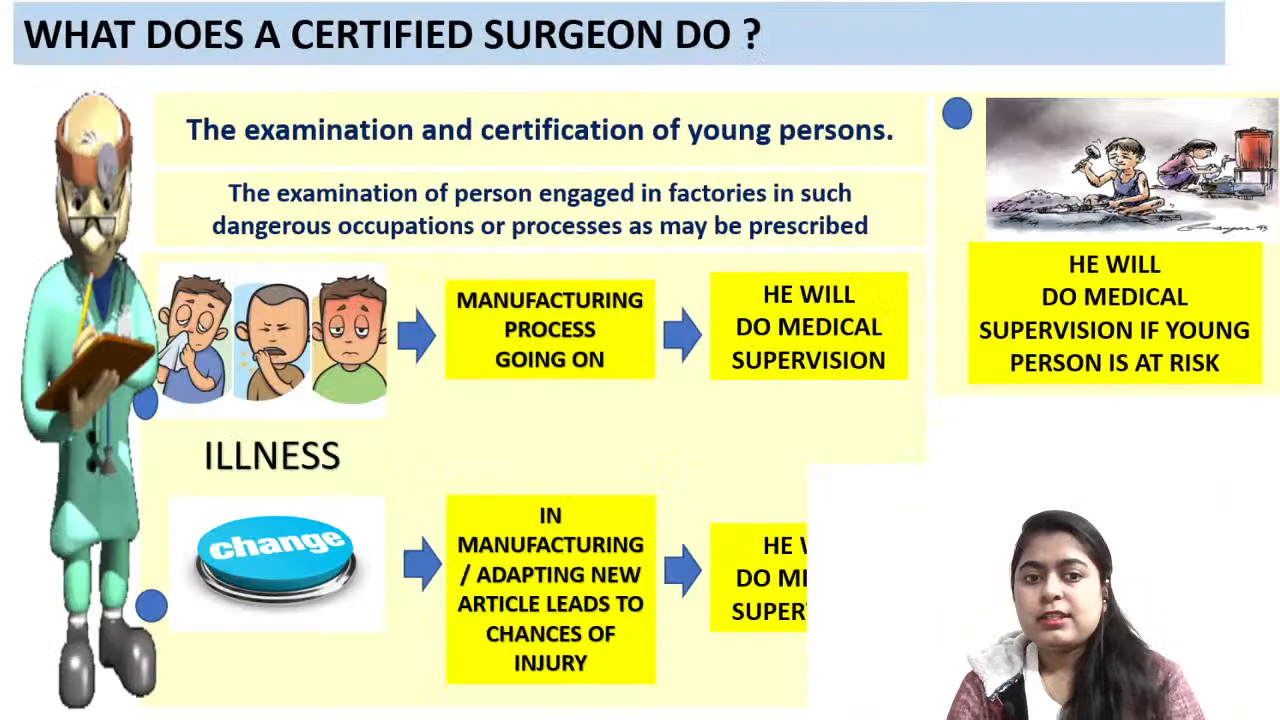 WHAT DOES A CERTIFIED SURGEON DO ?
The examination and certification of young persons.
The examination of person engaged in factories in such
dangerous occupations or processes as may be prescribed
ILLNESS
MANUFACTURING
PROCESS
GOING ON
HE WILL
DO MEDICAL
SUPERVISION
change
IN
MANUFACTURING
/ ADAPTING NEW
ARTICLE LEADS TO
CHANCES OF
INJURY
HE
DO
HE WILL
DO MEDICAL
SUPERVISION IF YOUNG
PERSON IS AT RISK